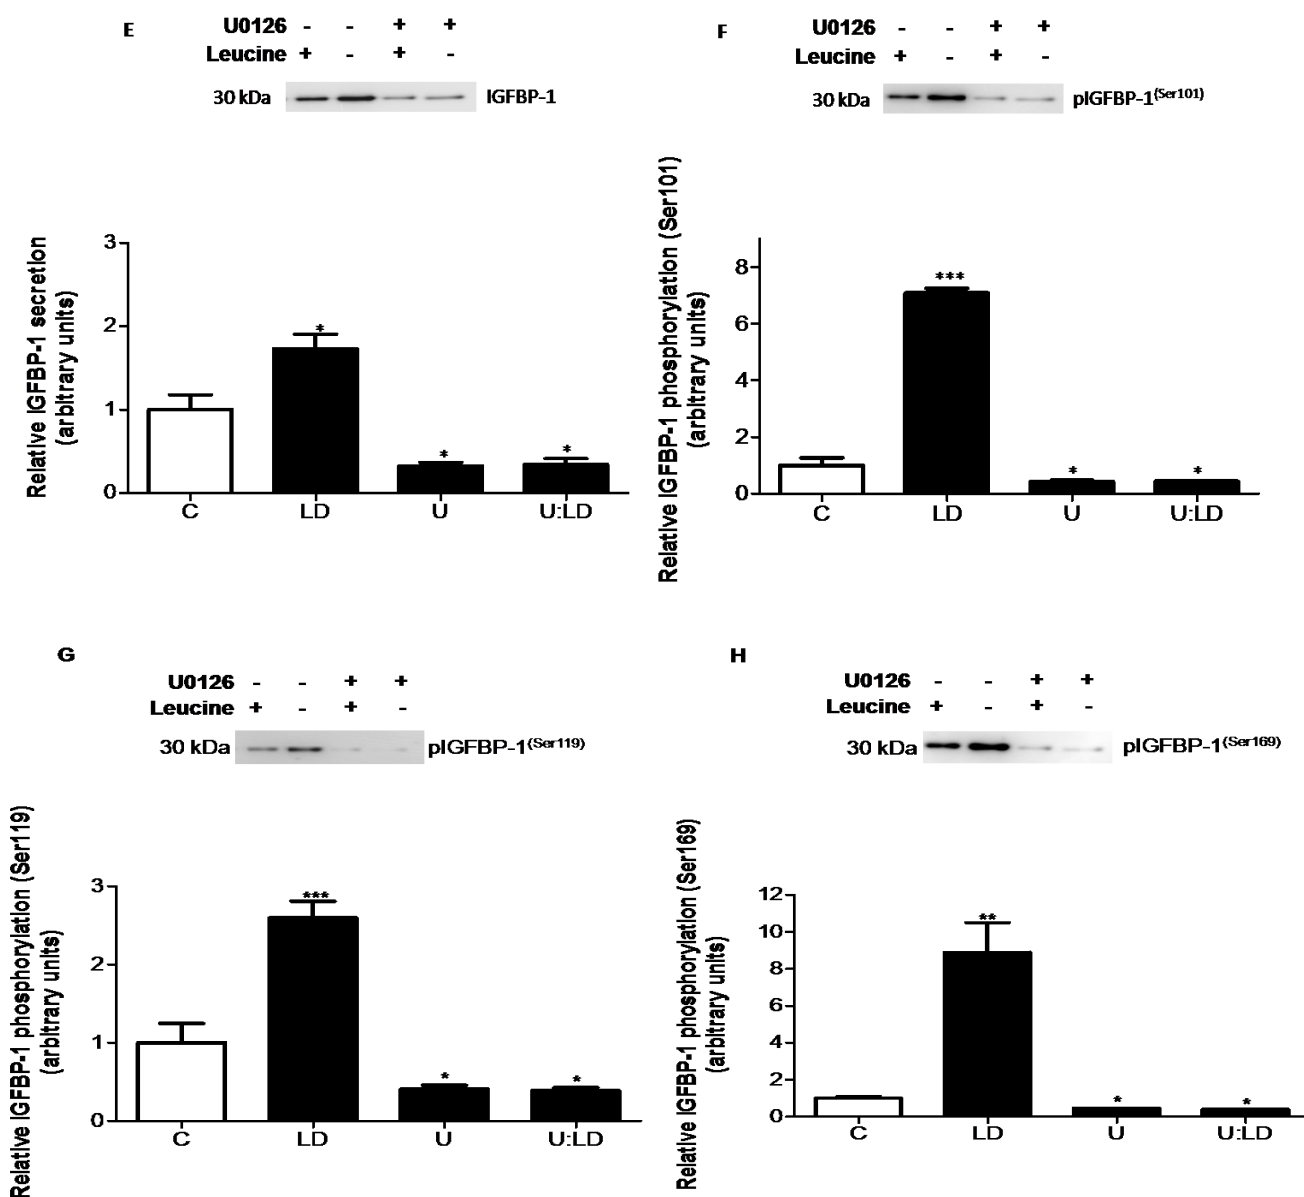 E
U0126 - - + +
Leucine + - + -
30 kDa IGFBP-1
Relative IGFBP-1 secretion
(arbitrary units)
3
2
1
0
*
*
*
C LD U U:LD
F
U0126 - - + +
Leucine + - + -
30 kDa pIGFBP-1(Ser101)
Relative IGFBP-1 phosphorylation (Ser101)
(arbitrary units)
8
6
4
2
0
***
*
*
C LD U U:LD
G
U0126 - - + +
Leucine + - + -
30 kDa pIGFBP-1(Ser119)
Relative IGFBP-1 phosphorylation (Ser119)
(arbitrary units)
3
2
1
0
***
*
*
C LD U U:LD
H
U0126 - - + +
Leucine + - + -
30 kDa pIGFBP-1(Ser169)
Relative IGFBP-1 phosphorylation (Ser169)
(arbitrary units)
12
10
8
6
4
2
0
**
*
*
C LD U U:LD